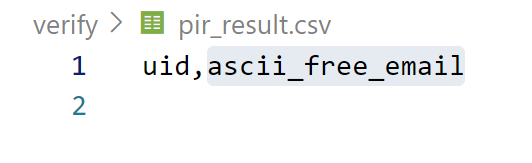 verify > pir_result.csv
1 uid,ascii_free_email
2